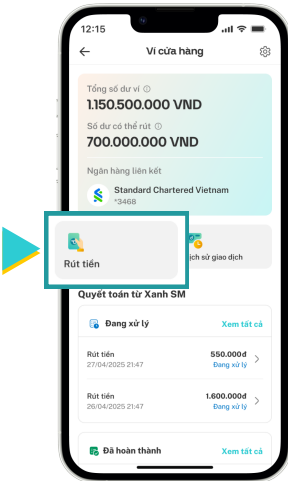 12:15
Ví cửa hàng
Tổng số dư ví
1.150.500.000 VND
Số dư có thể rút
700.000.000 VND
Ngân hàng liên kết
Standard Chartered Vietnam
*3468
Rút tiền
ịch sử giao dịch
Quyết toán từ Xanh SM
Đang xử lý Xem tất cả
Rút tiền 550.000đ
27/04/2025 21:47 Đang xử lý
Rút tiền 1.600.000đ
26/04/2025 21:47 Đang xử lý
Đã hoàn thành Xem tất cả